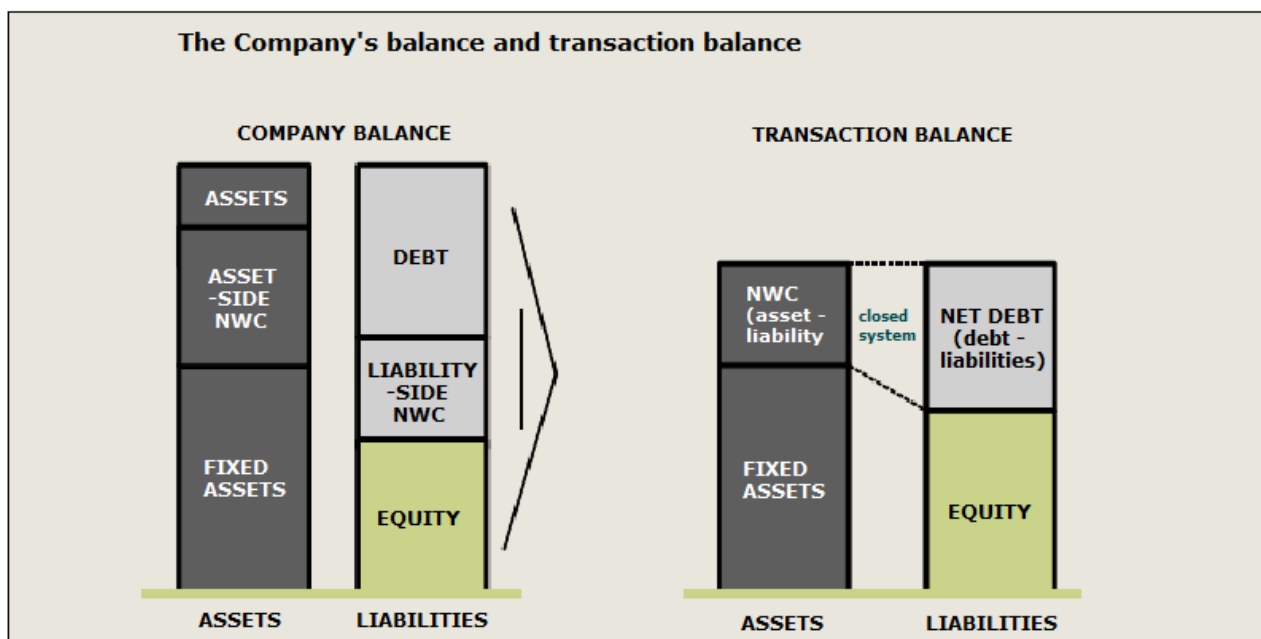 The Company's balance and transaction balance
COMPANY BALANCE
ASSETS
ASSET
-SIDE
NWC
FIXED
ASSETS
DEBT
LIABILITY
-SIDE
NWC
EQUITY
ASSETS
LIABILITIES
TRANSACTION BALANCE
NWC
(asset -
liability
FIXED
ASSETS
closed
system
NET DEBT
(debt -
liabilities)
EQUITY
ASSETS
LIABILITIES